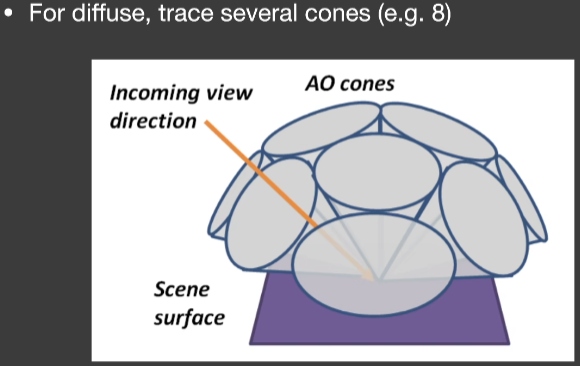 • For diffuse, trace several cones (e.g. 8)
Incoming view
direction
AO cones
Scene
surface